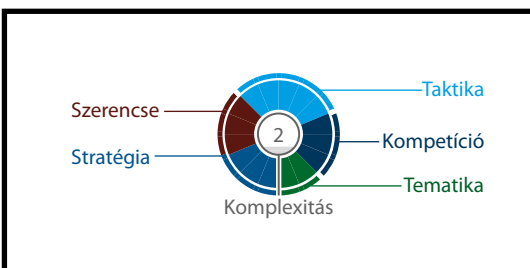 Taktika
Szerencse
2
Kompetíció
Stratégia
Tematika
Komplexitás